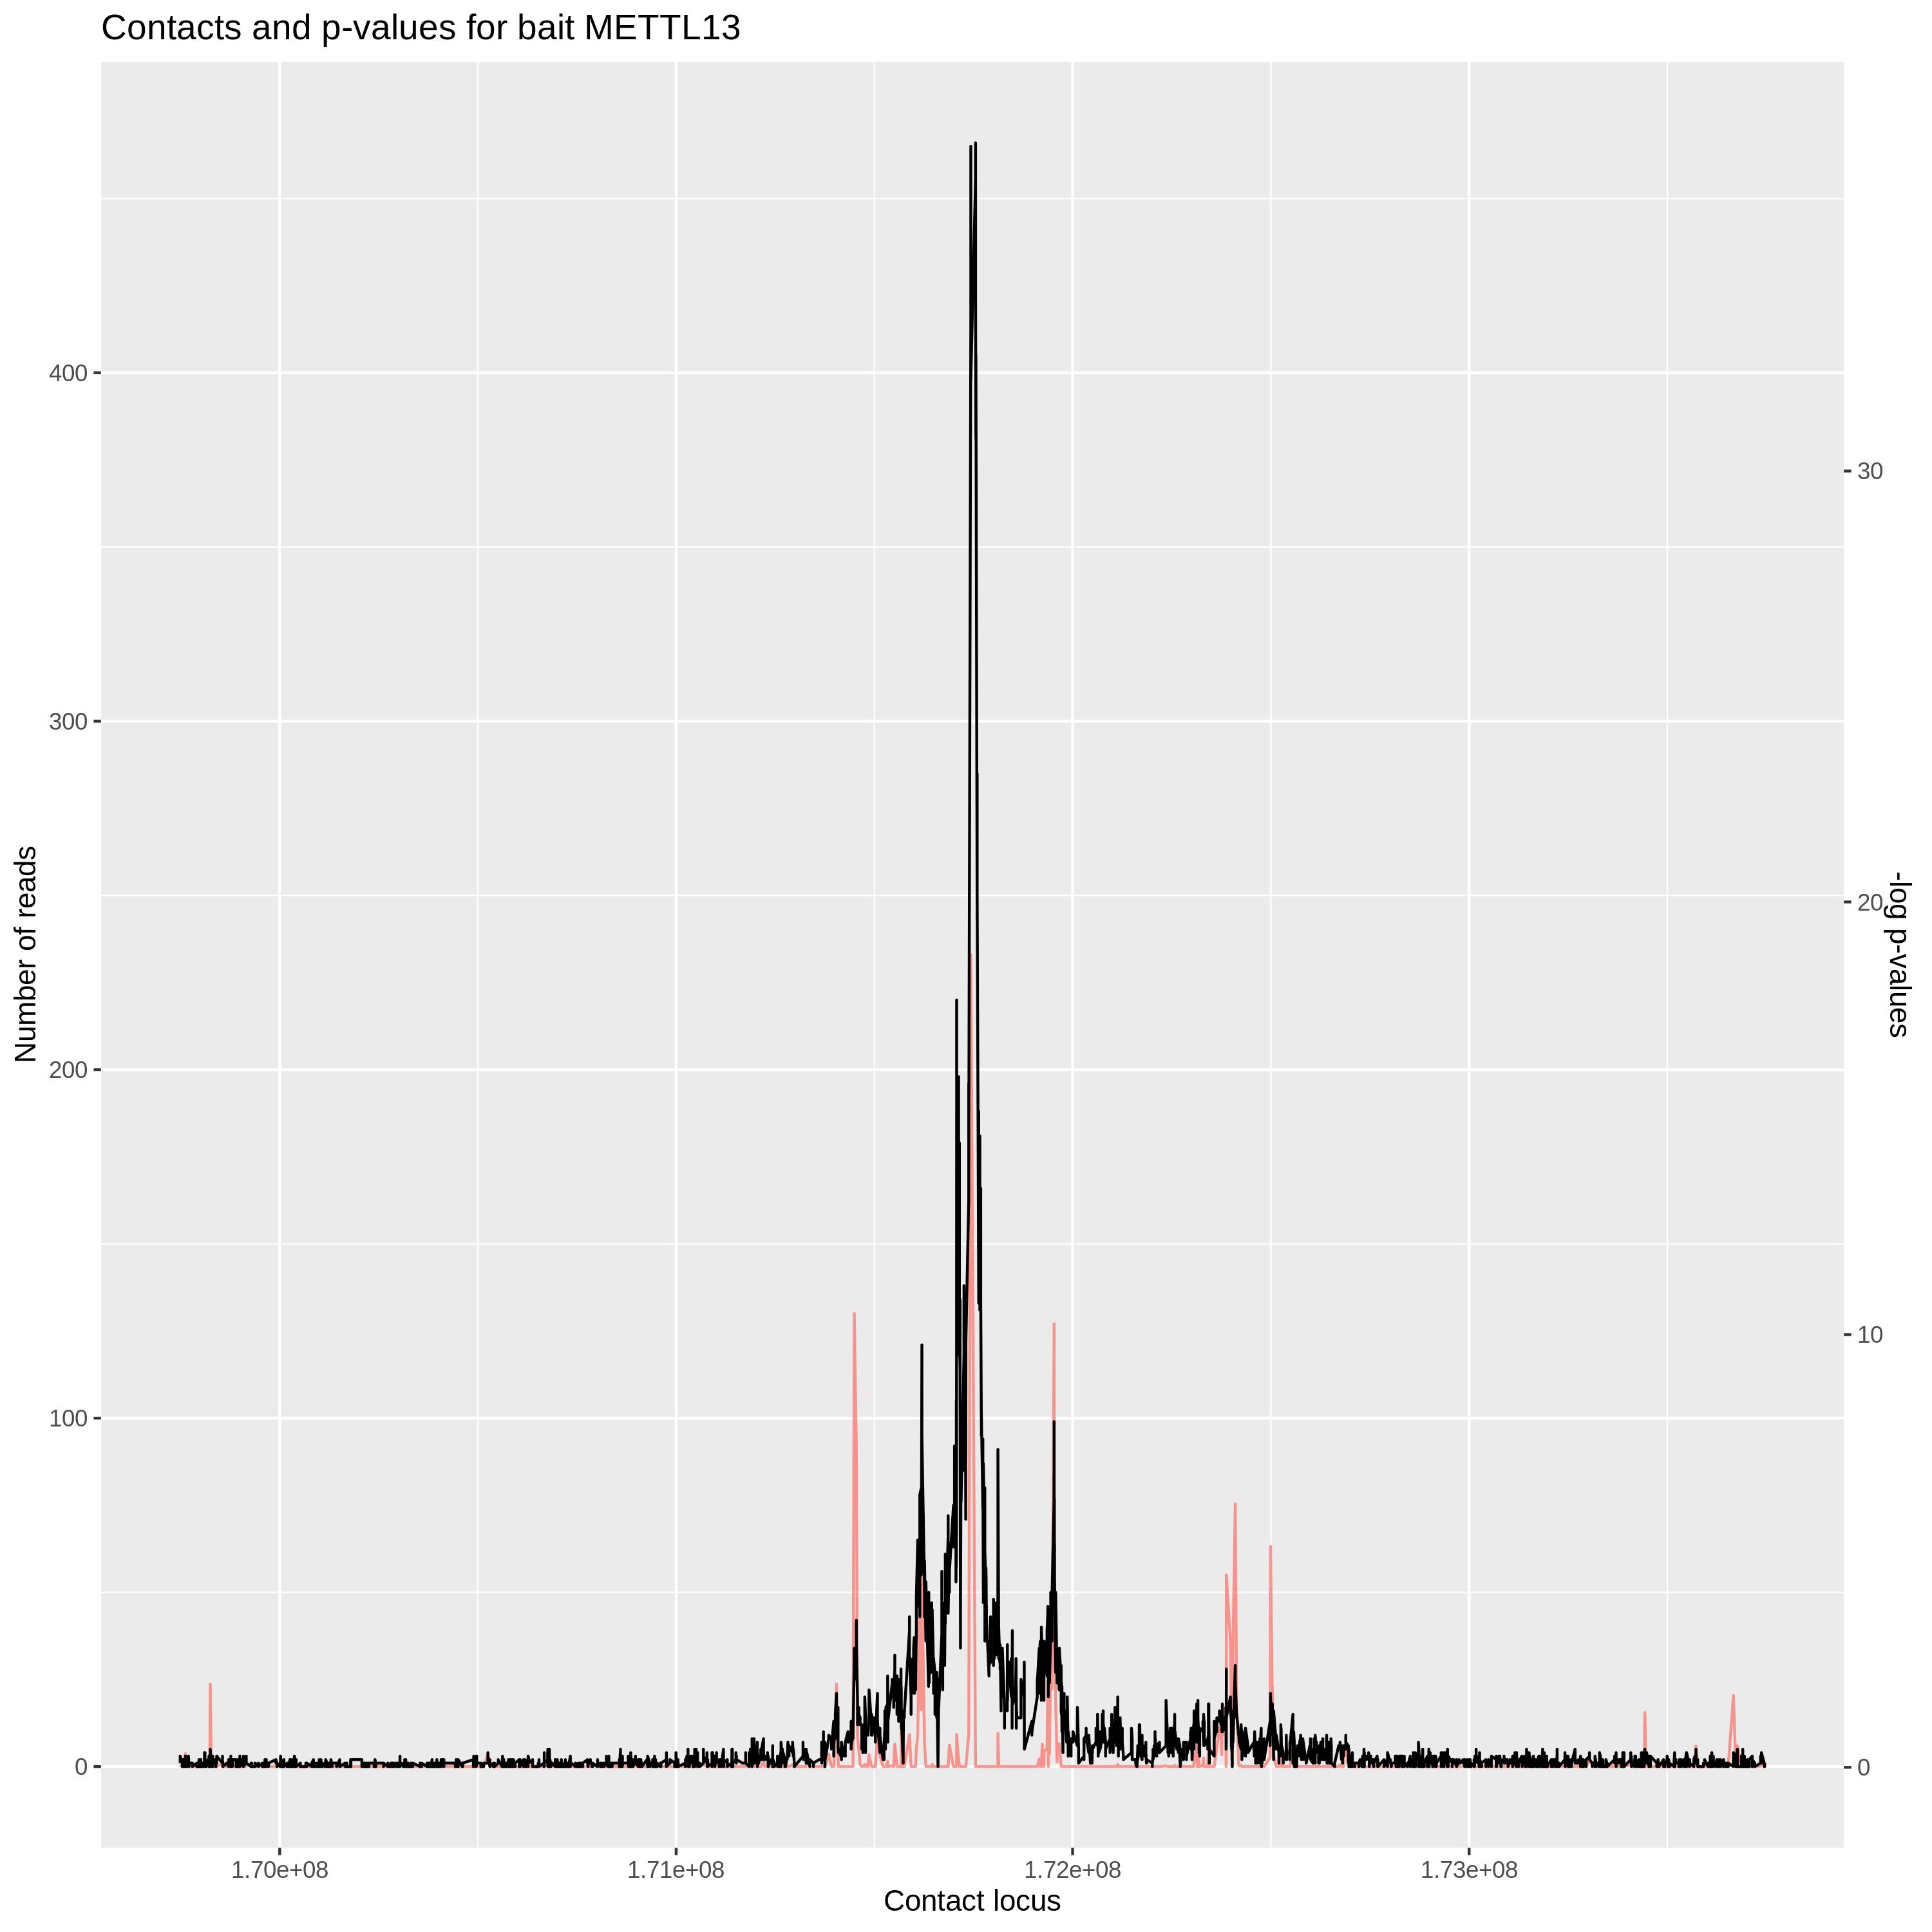 Contacts and p-values for bait METTL13
400
300
200
100
0
Number of reads
30
20
10
0
-log p-values
1.70e+08
1.71e+08
1.72e+08
1.73e+08
Contact locus